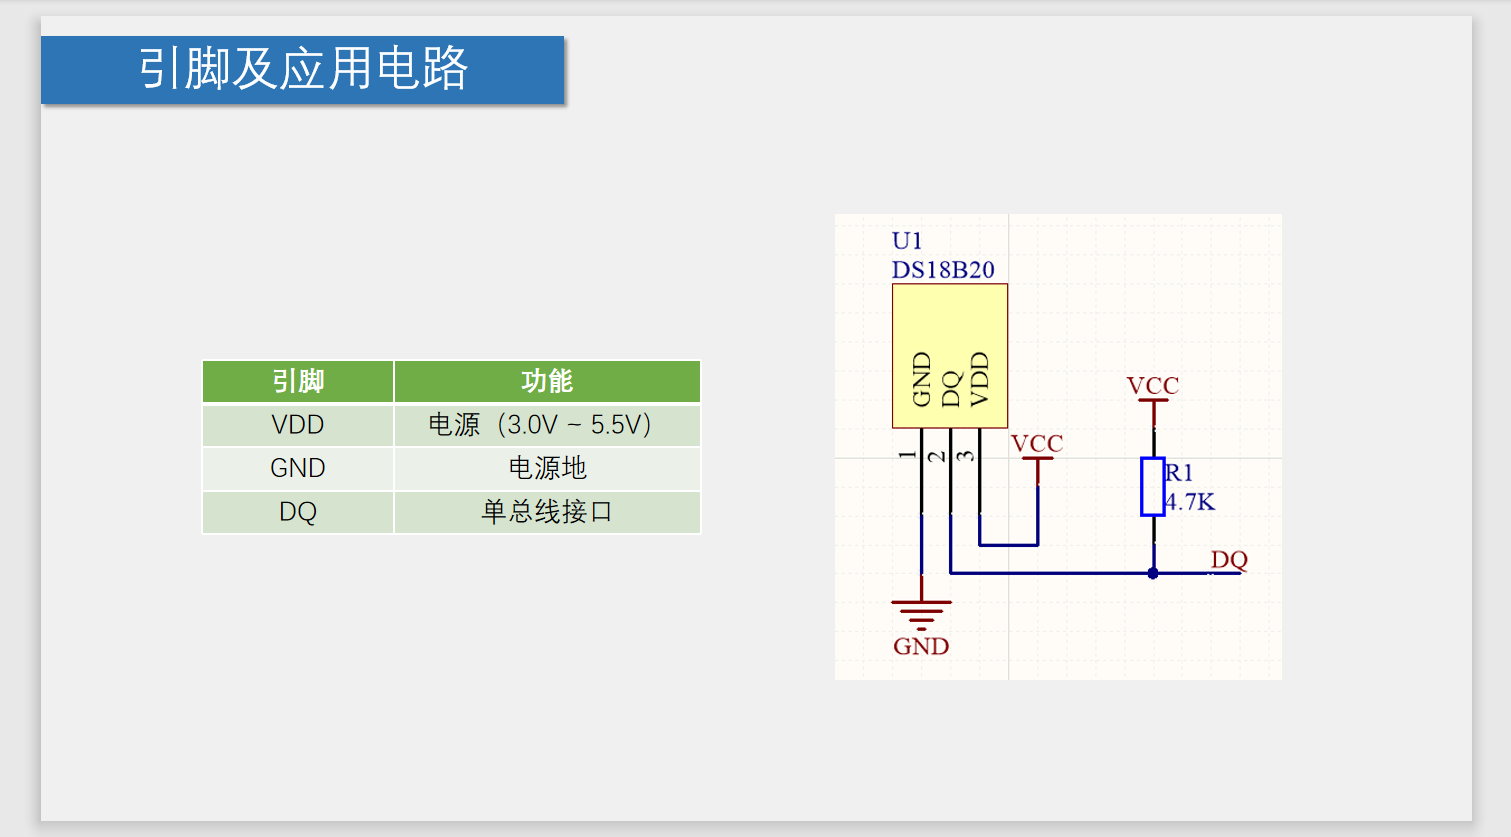 引脚及应用电路
引脚 功能
VDD 电源（3.0V ~ 5.5V）
GND 电源地
DQ 单总线接口
U1
DS18B20
GND
DQ
VDD
1
2
3
VCC
VCC
R1
4.7K
DQ
GND